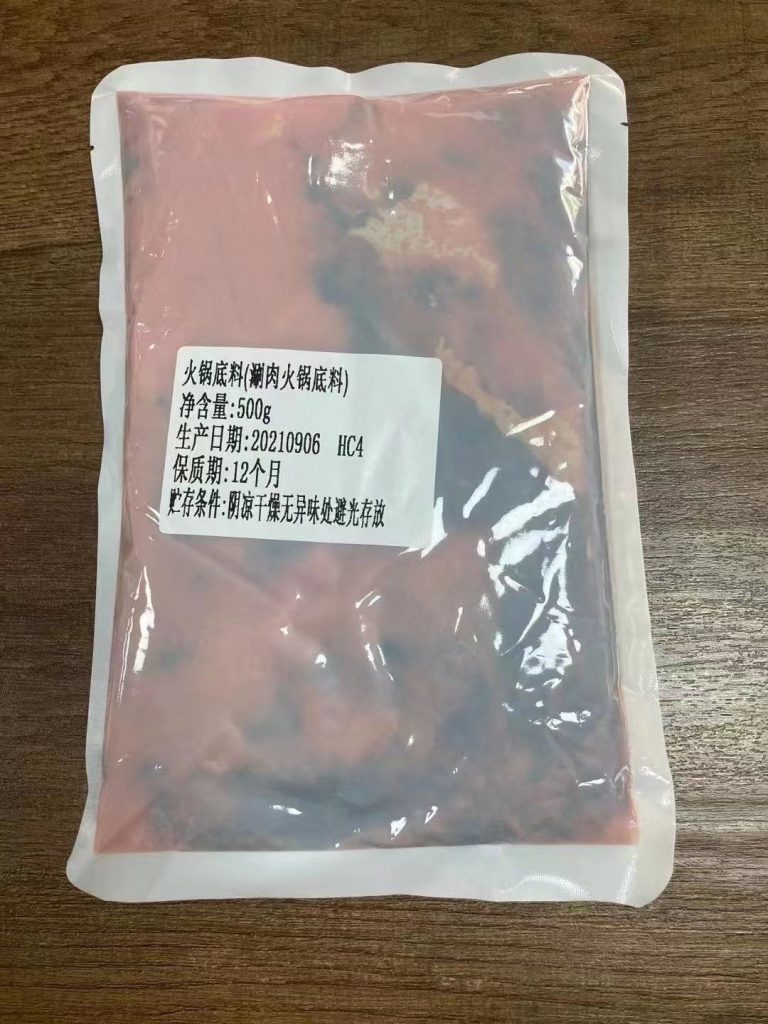 火锅底料(涮肉火锅底料)
净含量:500g
生产日期:20210906 HC4
保质期:12个月
贮存条件:阴凉干燥无异味处避光存放